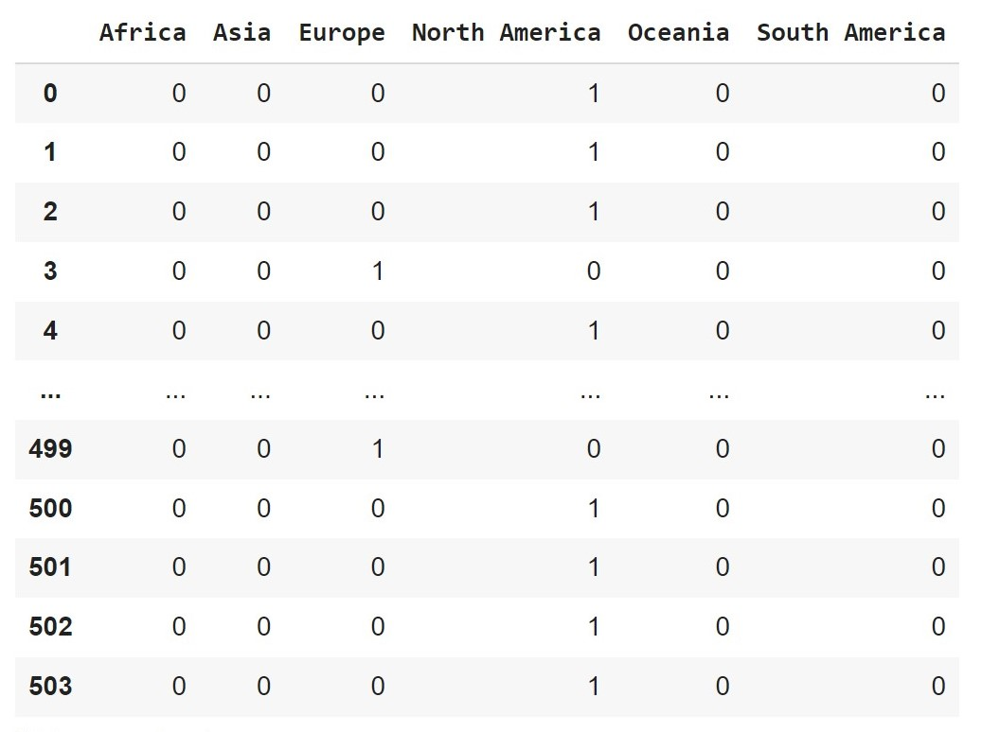 Africa Asia Europe North America Oceania South America
0 0 0 0 1 0 0
1 0 0 0 1 0 0
2 0 0 0 1 0 0
3 0 0 1 0 0 0
4 0 0 0 1 0 0
... ... ... ... ... ... ...
499 0 0 1 0 0 0
500 0 0 0 1 0 0
501 0 0 0 1 0 0
502 0 0 0 1 0 0
503 0 0 0 1 0 0